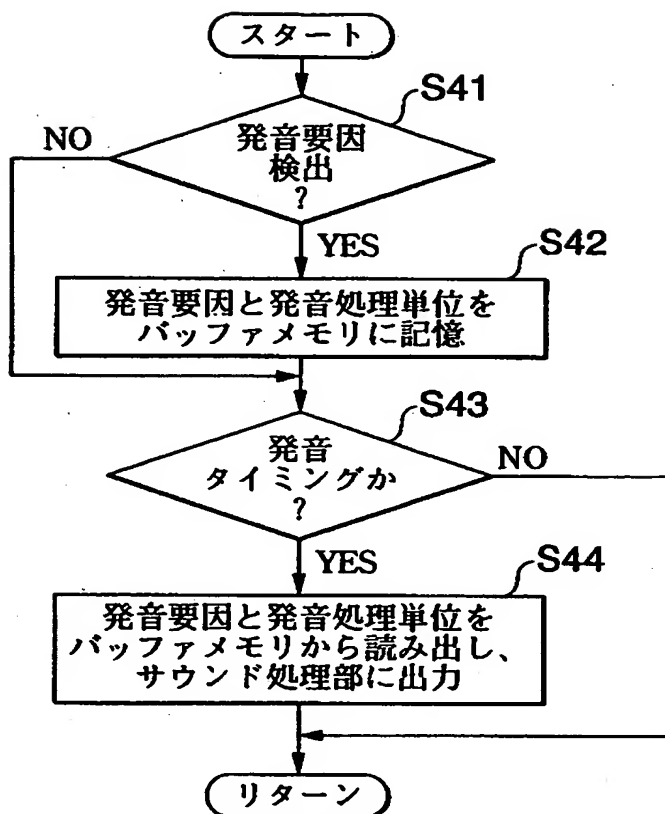 スタート
S41
NO
発音要因
検出
?
YES
S42
発音要因と発音処理単位を
バッファメモリに記憶
S43
発音
タイミングか
?
NO
YES
S44
発音要因と発音処理単位を
バッファメモリから読み出し、
サウンド処理部に出力
リターン